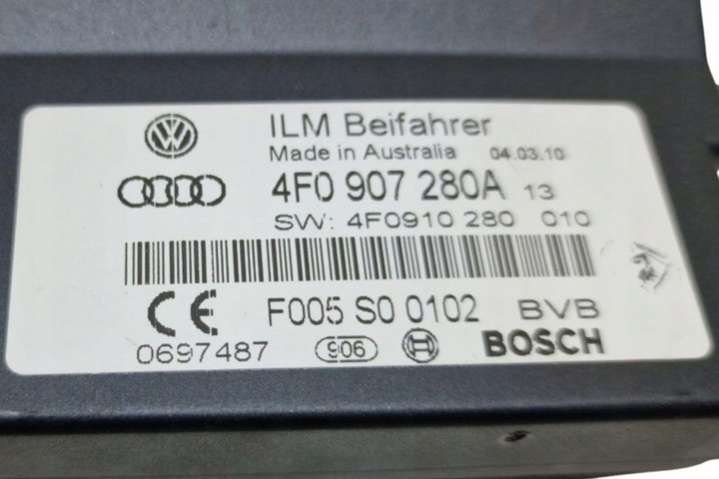 ILM Beifahrer
Made in Australia 04.03.10
4F0 907 280A 13
SW: 4F0910 280 010
F005 S0 0102 BVB
0697487 906 BOSCH